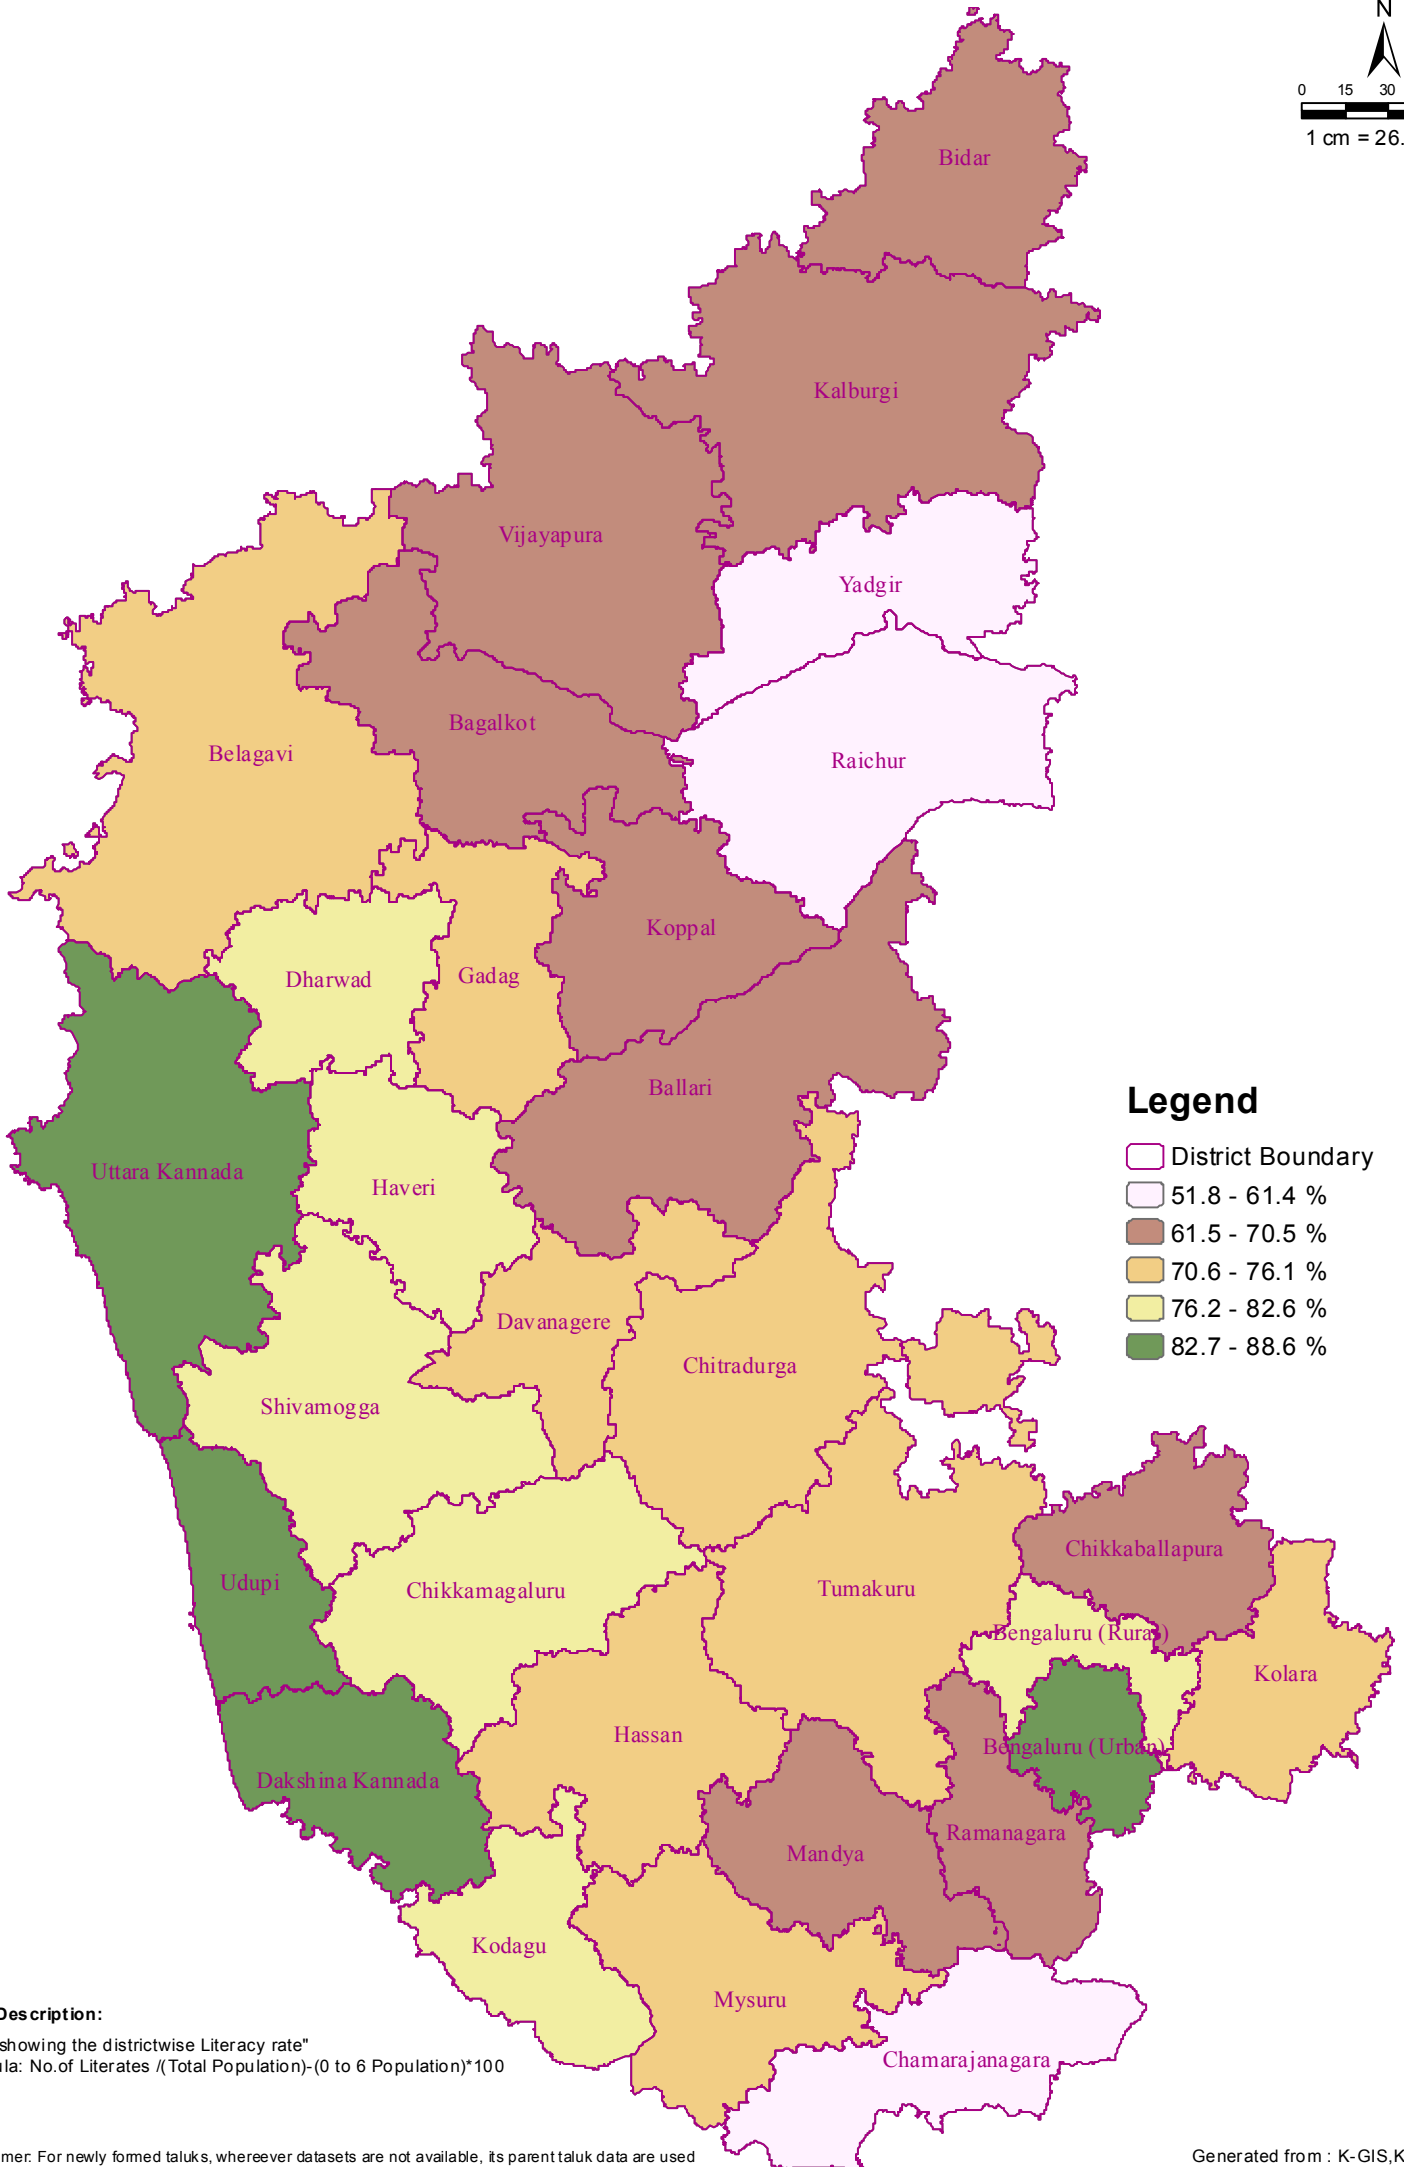 N
0 15 30
1 cm = 26.
Bidar
Kalburgi
Vijayapura
Yadgir
Bagalkot
Belagavi
Raichur
Koppal
Dharwad
Gadag
Ballari
Legend
District Boundary
51.8 - 61.4 %
61.5 - 70.5 %
70.6 - 76.1 %
76.2 - 82.6 %
82.7 - 88.6 %
Uttara Kannada
Haveri
Davanagere
Chitradurga
Shivamogga
Chikkaballapura
Udupi
Chikkamagaluru
Tumakuru
Bengaluru (Rural)
Kolara
Hassan
Bengaluru (Urban)
Dakshina Kannada
Ramanagara
Mandya
Kodagu
Mysuru
Chamarajanagara
Description:
showing the districtwise Literacy rate"
ula: No.of Literates /(Total Population)-(0 to 6 Population)*100
mer: For newly formed taluks, whereever datasets are not available, its parent taluk data are used
Generated from : K-GIS,K